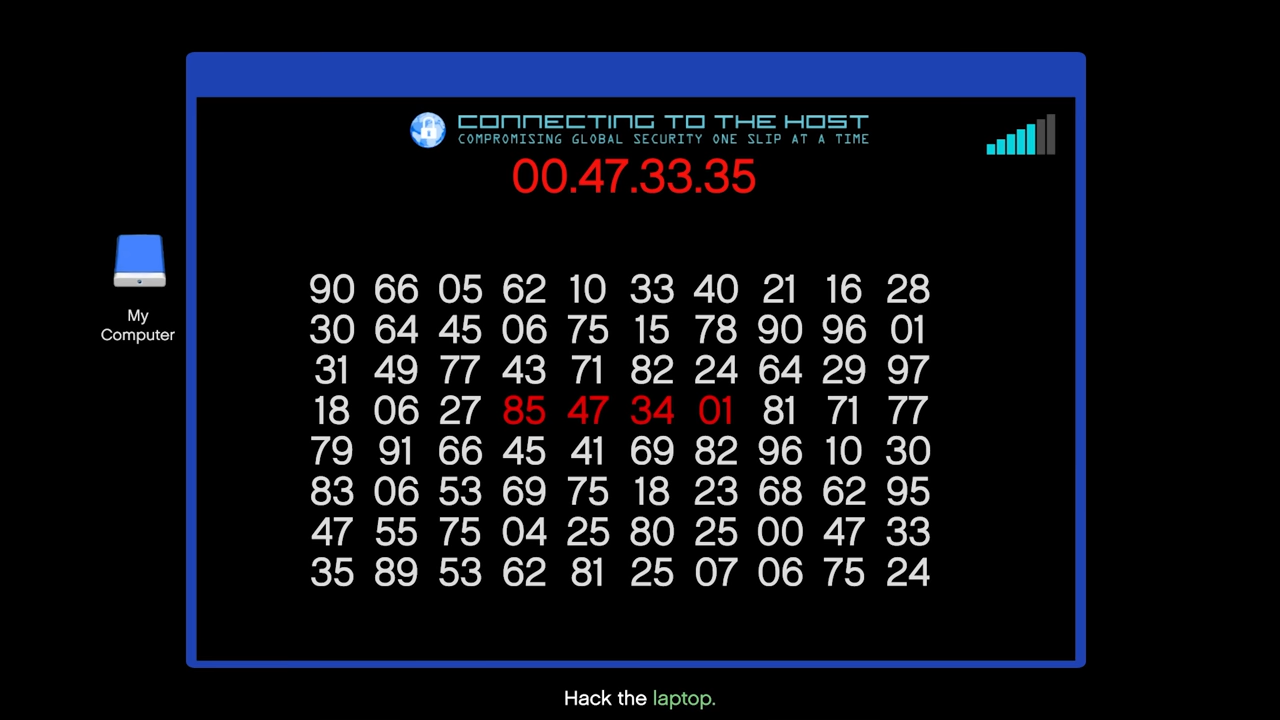 CONNECTING TO THE HOST
COMPROMISING GLOBAL SECURITY ONE SLIP AT A TIME
00.47.33.35
90 66 05 62 10 33 40 21 16 28
30 64 45 06 75 15 78 90 96 01
31 49 77 43 71 82 24 64 29 97
18 06 27 85 47 34 01 81 71 77
79 91 66 45 41 69 82 96 10 30
83 06 53 69 75 18 23 68 62 95
47 55 75 04 25 80 25 00 47 33
35 89 53 62 81 25 07 06 75 24
My
Computer
Hack the laptop.